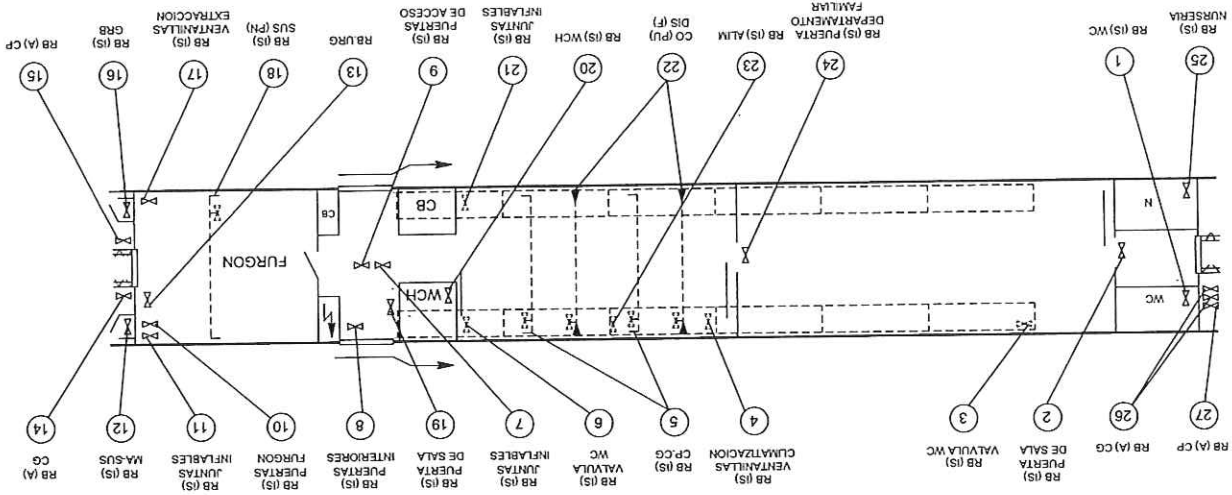 RB (A) CP
27
RB (A) CG
26
RB (IS)
PUERTA
DE SALA
2
RB (IS)
VALVULA WC
3
RB (IS)
VENTANILLAS
CLIMATIZACION
4
RB (IS)
CP.CG
5
RB (IS)
VALVULA
WC
6
RB (IS)
JUNTAS
INFLABLES
7
RB (IS)
PUERTA
DE SALA
19
RB (IS)
PUERTAS
INTERIORES
8
RB (IS)
PUERTAS
FURGON
10
RB (IS)
JUNTAS
INFLABLES
11
RB (IS)
MA-SUS
12
RB (A)
CG
14
WC
N
WCH
CB
CB
FURGON
25
RB (IS)
NURSERIA
1
RB (IS) WC
24
RB (IS)
PUERTA
DEPARTAMENTO
FAMILIAR
23
RB (IS) ALIM
22
CO (PU)
DIS (F)
20
RB (IS) WCH
21
RB (IS)
JUNTAS
INFLABLES
9
RB (IS)
PUERTAS
DE ACCESO
13
RB.URG
18
RB (IS)
SUS (PN)
17
RB (IS)
VENTANILLAS
EXTRACCION
16
RB (IS)
GRB
15
RB (A) CP